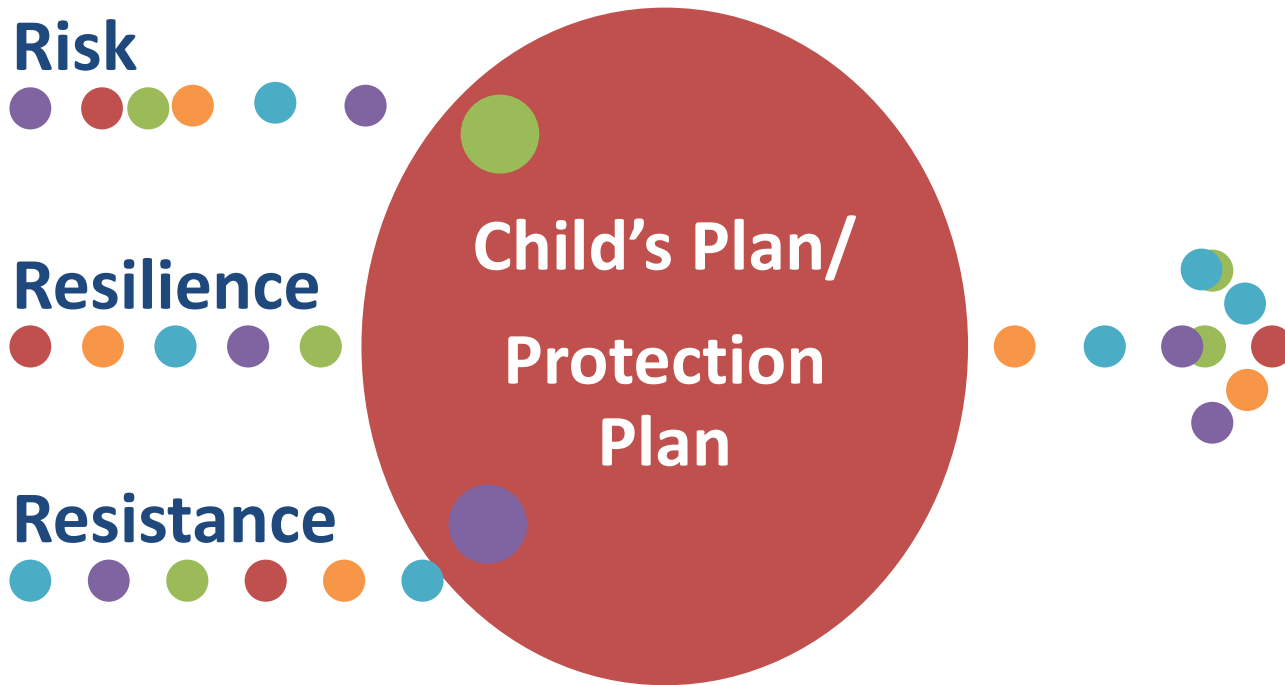 Risk
Resilience
Resistance
Child’s Plan/
Protection
Plan